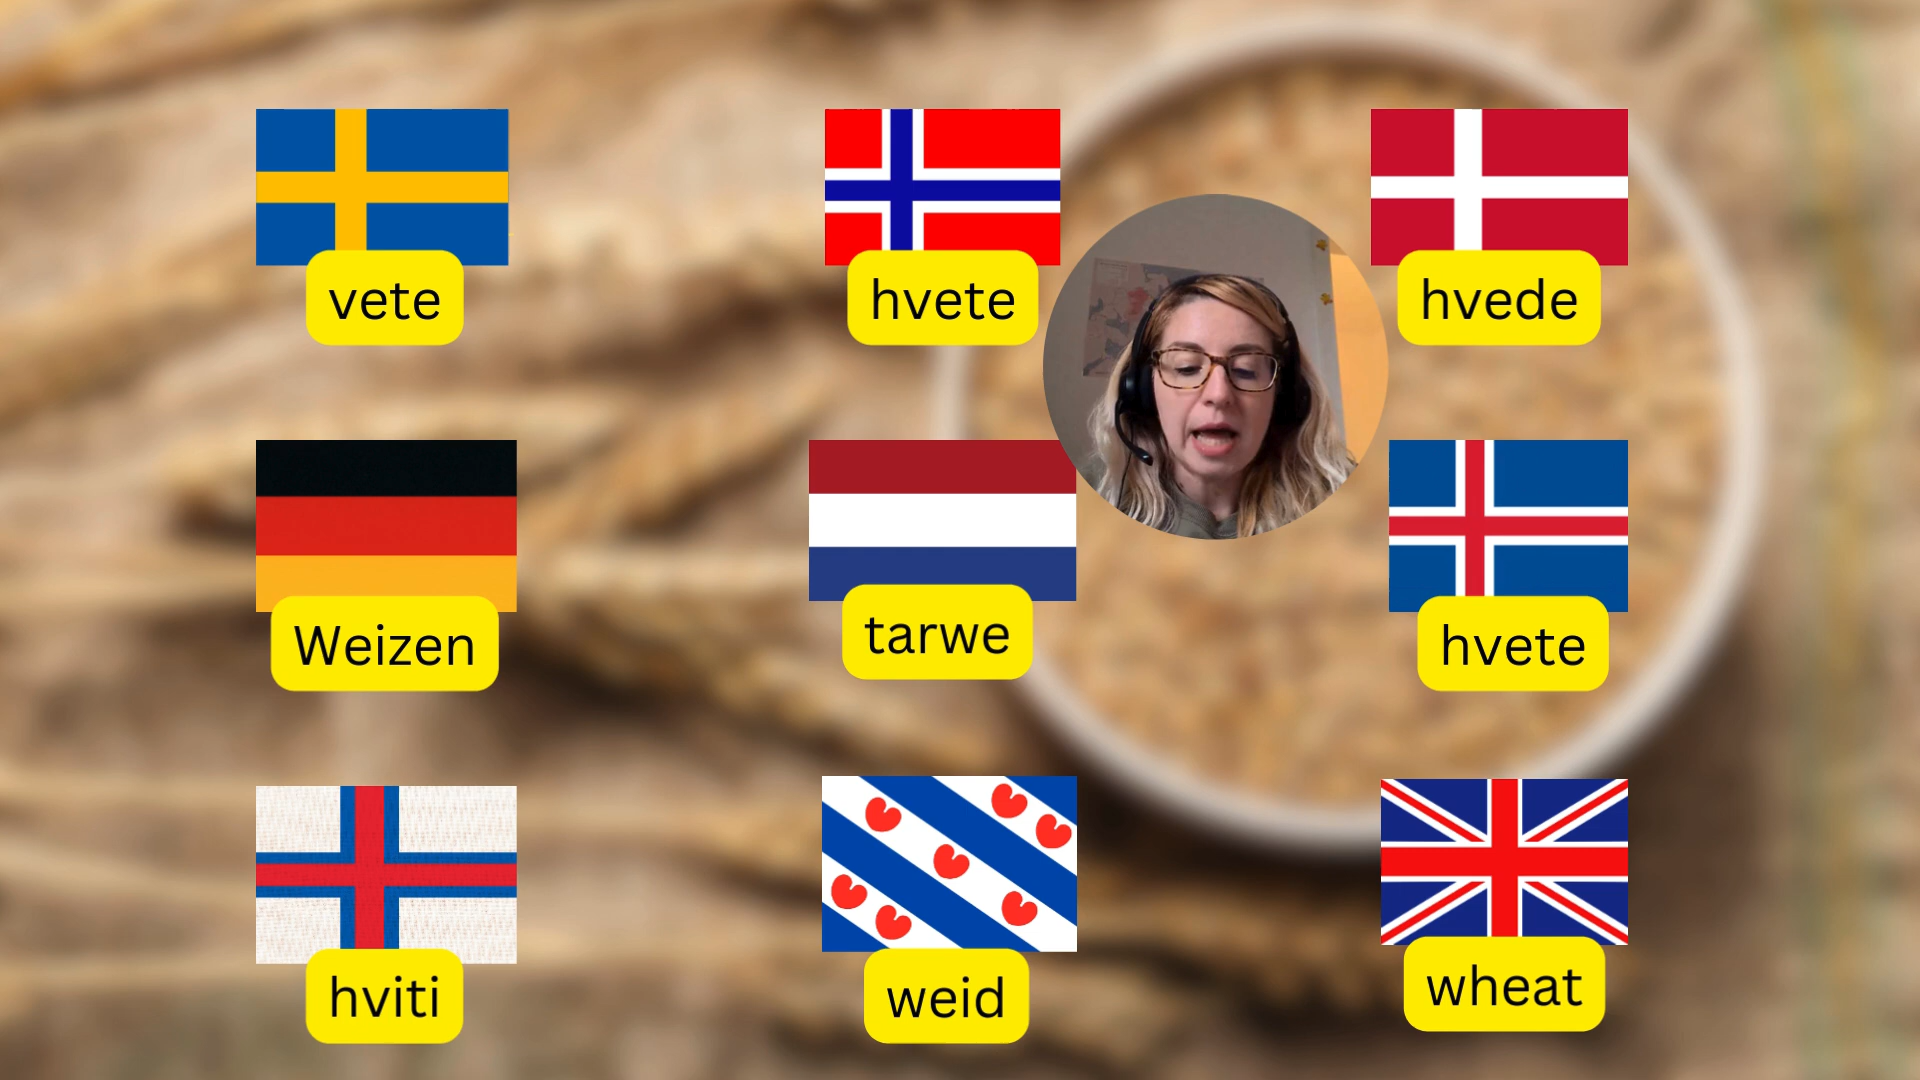 vete
hvete
hvede
Weizen
tarwe
hvete
hviti
weid
wheat